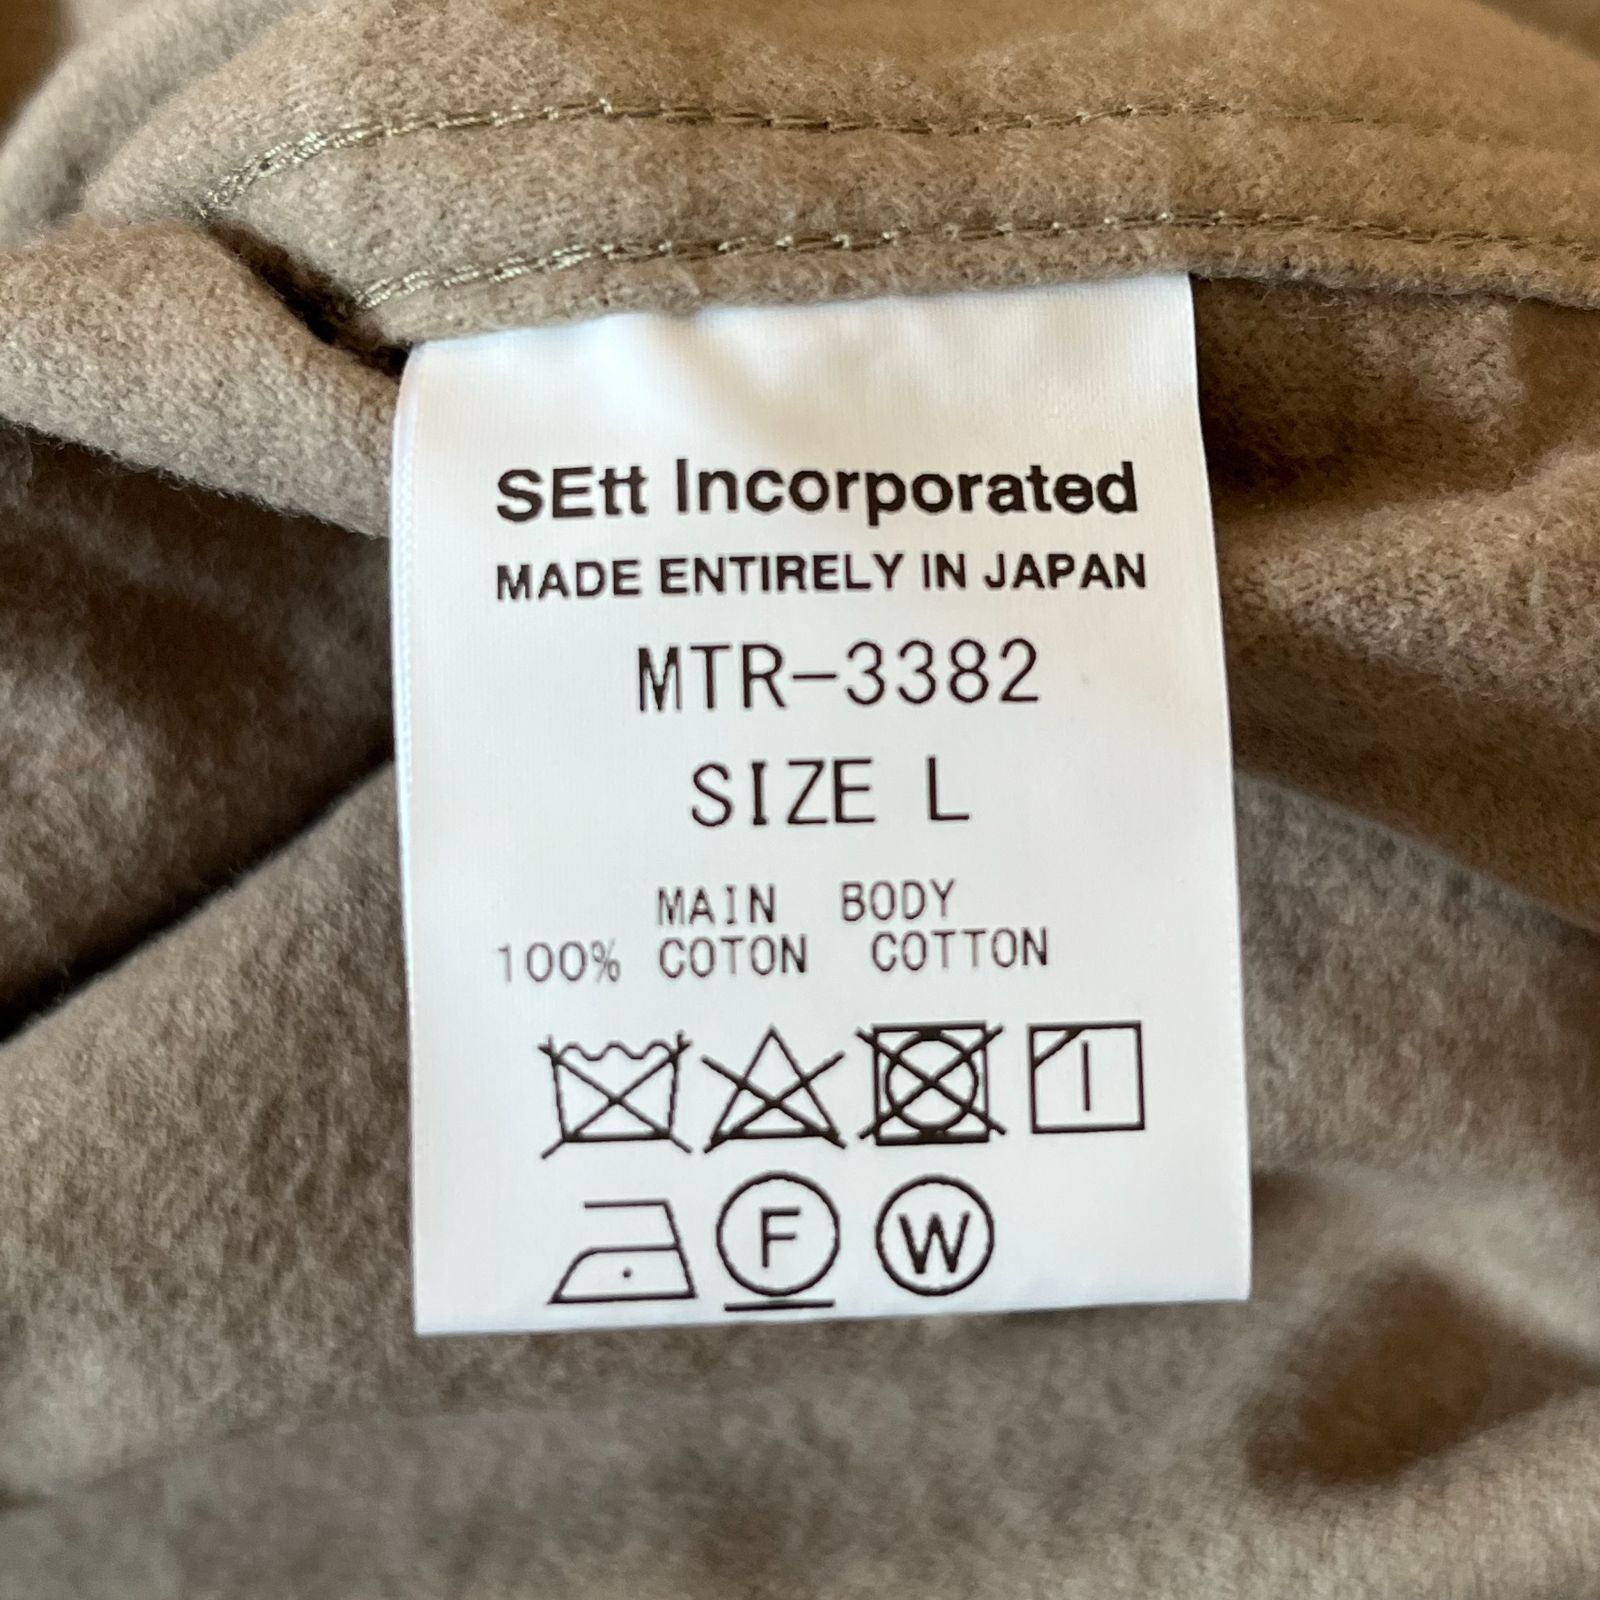 SEtt Incorporated
MADE ENTIRELY IN JAPAN
MTR-3382
SIZE L
MAIN BODY
100% COTON COTTON
F W